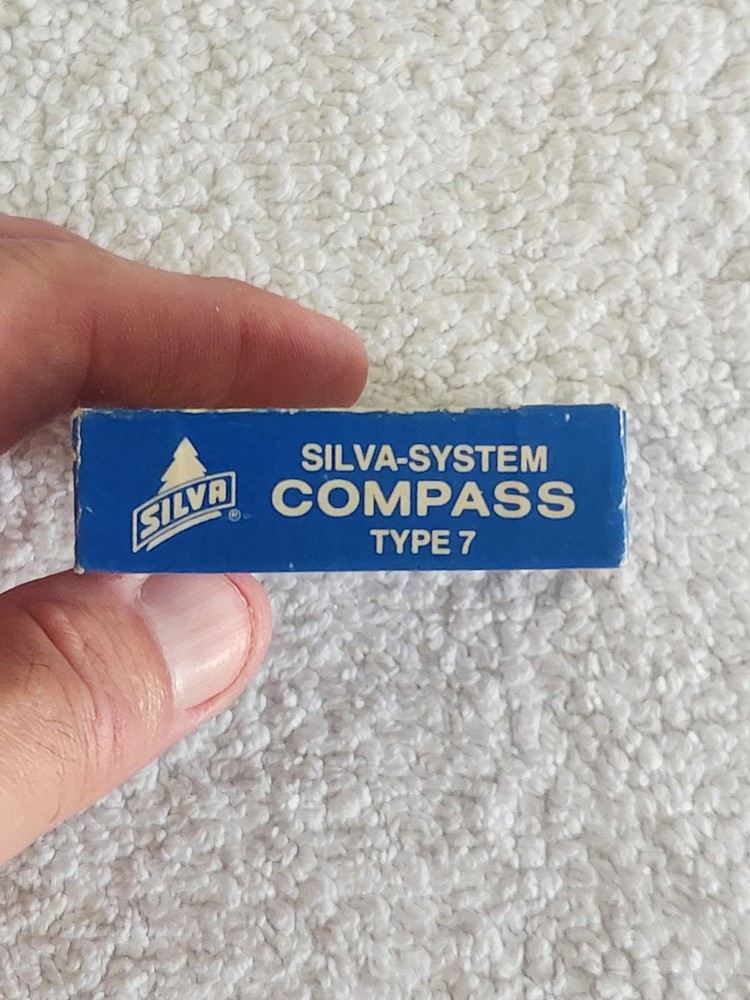 SILVA ®
SILVA-SYSTEM
COMPASS
TYPE 7